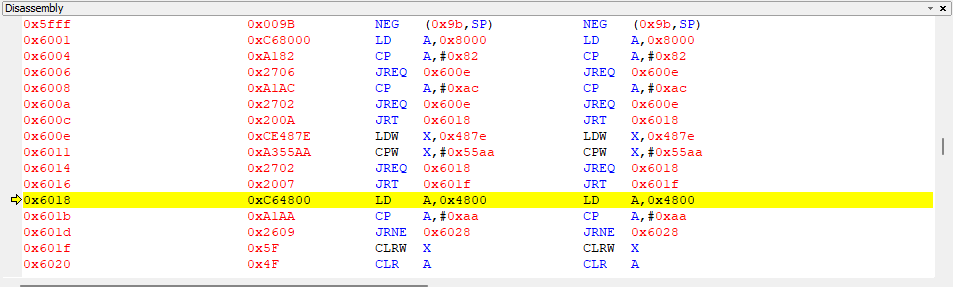 Disassembly
0x5fff 0x009B NEG (0x9b,SP) NEG (0x9b,SP)
0x6001 0xC68000 LD A,0x8000 LD A,0x8000
0x6004 0xA182 CP A,#0x82 CP A,#0x82
0x6006 0x2706 JREQ 0x600e JREQ 0x600e
0x6008 0xA1AC CP A,#0xac CP A,#0xac
0x600a 0x2702 JREQ 0x600e JREQ 0x600e
0x600c 0x200A JRT 0x6018 JRT 0x6018
0x600e 0xCE487E LDW X,0x487e LDW X,0x487e
0x6011 0xA355AA CPW X,#0x55aa CPW X,#0x55aa
0x6014 0x2702 JREQ 0x6018 JREQ 0x6018
0x6016 0x2007 JRT 0x601f JRT 0x601f
0x6018 0xC64800 LD A,0x4800 LD A,0x4800
0x601b 0xA1AA CP A,#0xaa CP A,#0xaa
0x601d 0x2609 JRNE 0x6028 JRNE 0x6028
0x601f 0x5F CLRW X CLRW X
0x6020 0x4F CLR A CLR A